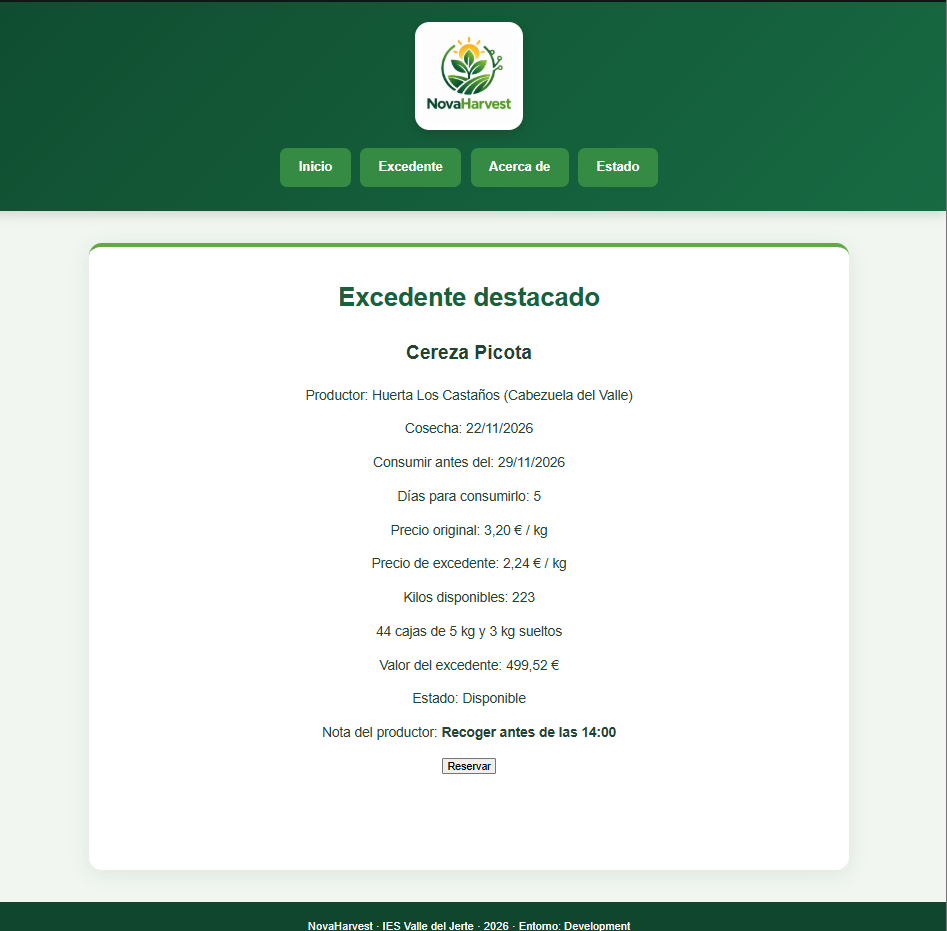 NovaHarvest
Inicio
Excedente
Acerca de
Estado
Excedente destacado
Cereza Picota
Productor: Huerta Los Castaños (Cabezuela del Valle)
Cosecha: 22/11/2026
Consumir antes del: 29/11/2026
Días para consumirlo: 5
Precio original: 3,20 € / kg
Precio de excedente: 2,24 € / kg
Kilos disponibles: 223
44 cajas de 5 kg y 3 kg sueltos
Valor del excedente: 499,52 €
Estado: Disponible
Nota del productor: Recoger antes de las 14:00
Reservar
NovaHarvest · IES Valle del Jerte · 2026 · Entorno: Development